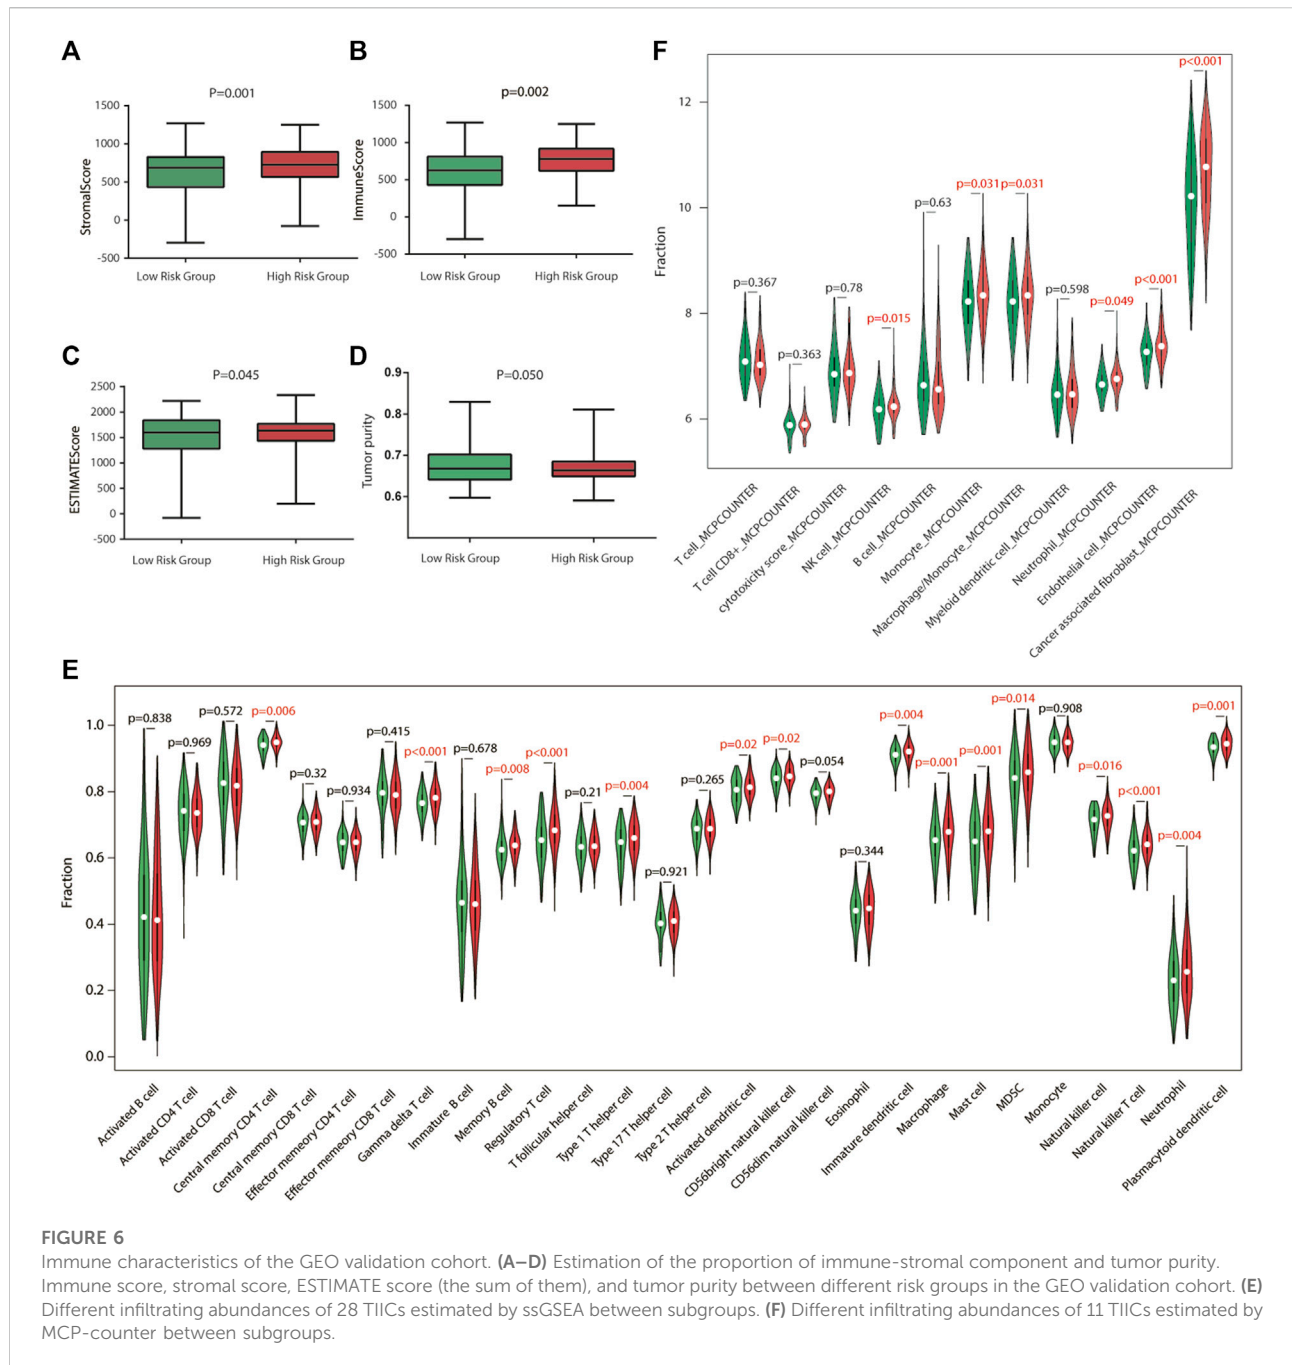 A
P=0.001
StromalScore
1500
1000
500
0
-500
Low Risk Group
High Risk Group
B
p=0.002
ImmuneScore
1500
1000
500
0
-500
Low Risk Group
High Risk Group
C
P=0.045
ESTIMATEScore
2500
2000
1500
1000
500
0
-500
Low Risk Group
High Risk Group
D
P=0.050
Tumor purity
0.9
0.8
0.7
0.6
Low Risk Group
High Risk Group
F
Fraction
12
10
8
6
p=0.367
p=0.363
p=0.78
p=0.015
p=0.63
p=0.031
p=0.031
p=0.598
p=0.049
p<0.001
p<0.001
T cell_MCPCOUNTER
T cell CD8+_MCPCOUNTER
cytotoxicity score_MCPCOUNTER
NK cell_MCPCOUNTER
B cell_MCPCOUNTER
Monocyte_MCPCOUNTER
Macrophage/Monocyte_MCPCOUNTER
Myeloid dendritic cell_MCPCOUNTER
Neutrophil_MCPCOUNTER
Endothelial cell_MCPCOUNTER
Cancer associated fibroblast_MCPCOUNTER
E
Fraction
1.0
0.8
0.6
0.4
0.2
0.0
p=0.838
p=0.969
p=0.572
p=0.006
p=0.32
p=0.934
p=0.415
p<0.001
p=0.678
p=0.008
p<0.001
p=0.21
p=0.004
p=0.921
p=0.265
p=0.02
p=0.02
p=0.054
p=0.344
p=0.004
p=0.001
p=0.001
p=0.014
p=0.908
p=0.016
p<0.001
p=0.004
p=0.001
Activated B cell
Activated CD4 T cell
Activated CD8 T cell
Central memory CD4 T cell
Central memory CD8 T cell
Effector memeory CD4 T cell
Effector memeory CD8 T cell
Gamma delta T cell
Immature B cell
Memory B cell
Regulatory T cell
T follicular helper cell
Type 1 T helper cell
Type 17 T helper cell
Type 2 T helper cell
Activated dendritic cell
CD56bright natural killer cell
CD56dim natural killer cell
Eosinophil
Immature dendritic cell
Macrophage
Mast cell
MDSC
Monocyte
Natural killer cell
Natural killer T cell
Neutrophil
Plasmacytoid dendritic cell
FIGURE 6
Immune characteristics of the GEO validation cohort. (A–D) Estimation of the proportion of immune-stromal component and tumor purity.
Immune score, stromal score, ESTIMATE score (the sum of them), and tumor purity between different risk groups in the GEO validation cohort. (E)
Different infiltrating abundances of 28 TIICs estimated by ssGSEA between subgroups. (F) Different infiltrating abundances of 11 TIICs estimated by
MCP-counter between subgroups.